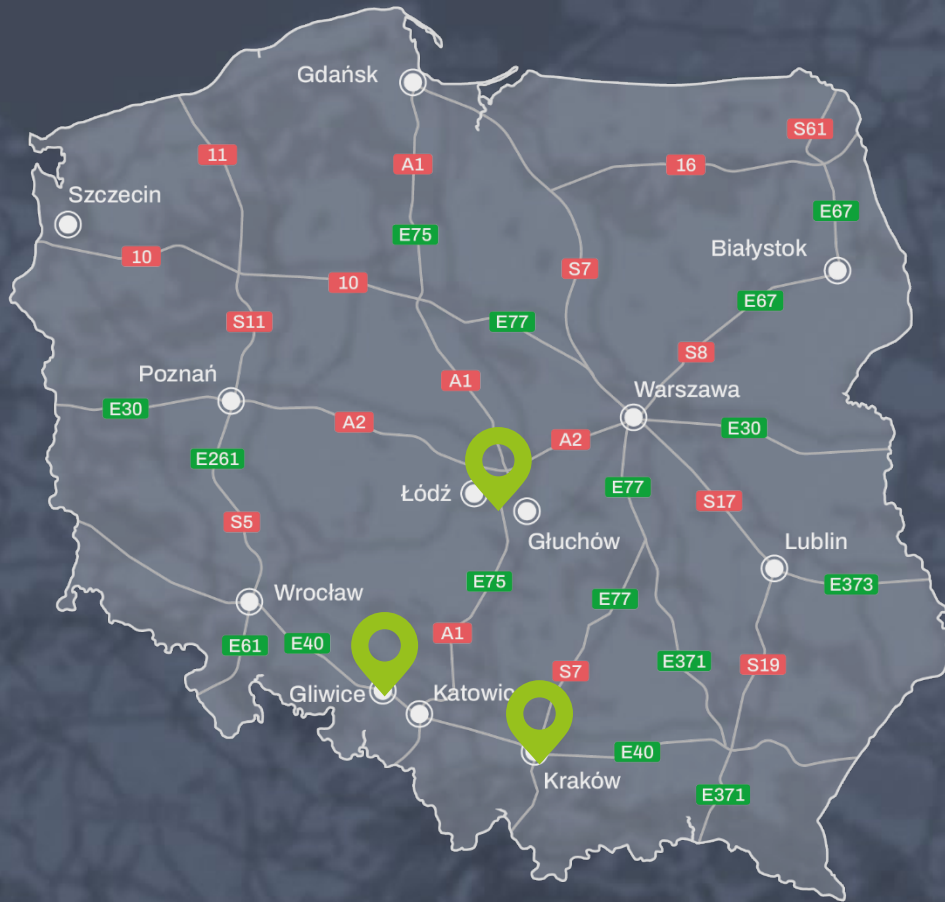 Gdańsk
S61
11
A1
16
Szczecin
E67
E75
Białystok
10
S7
10
E67
S11
E77
S8
Poznań
A1
Warszawa
E30
A2
E30
A2
E261
E77
Łódź
S17
S5
Głuchów
Lublin
E75
E373
Wrocław
E77
A1
E61
E40
E371
S19
S7
Gliwice
Katowic
E40
Kraków
E371